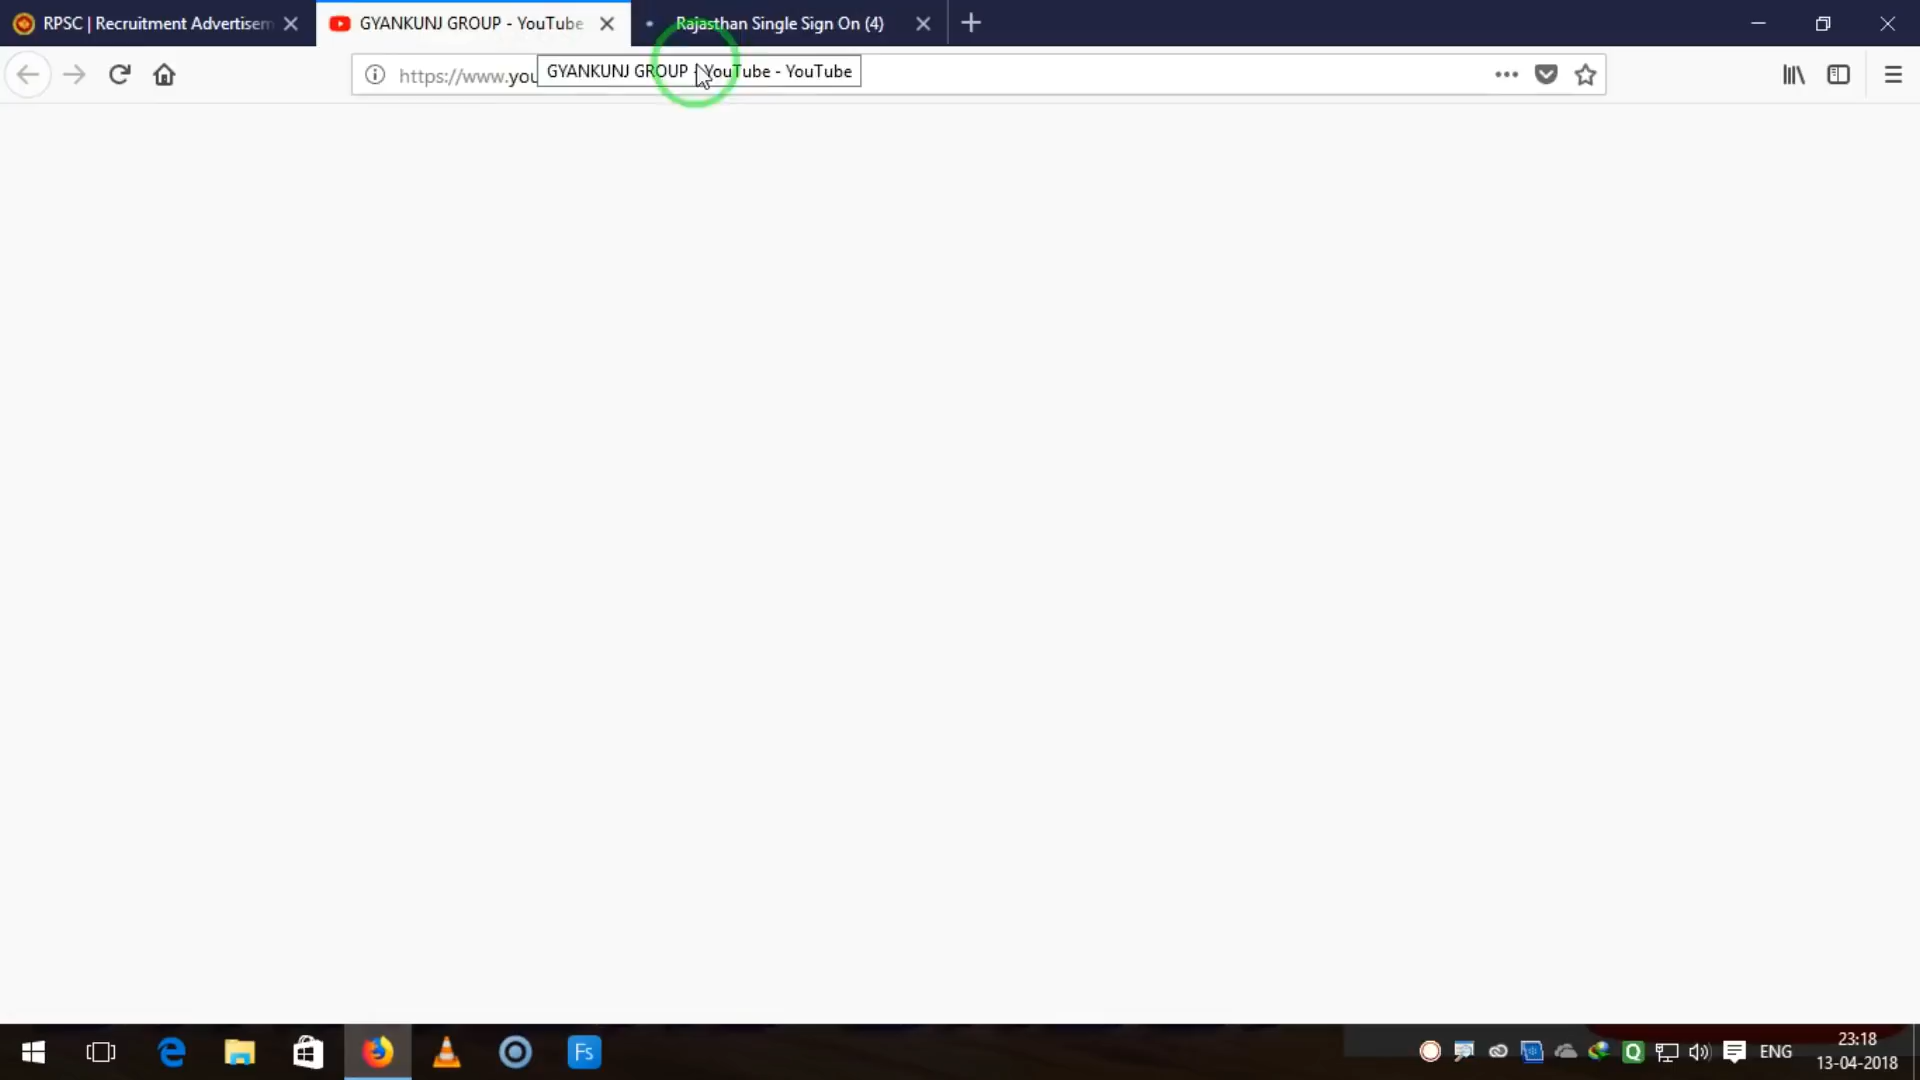 RPSC | Recruitment Advertisem
GYANKUNJ GROUP - YouTube
Rajasthan Single Sign On (4)
https://www.you
GYANKUNJ GROUP - YouTube - YouTube
Fs
Q
ENG
23:18
13-04-2018